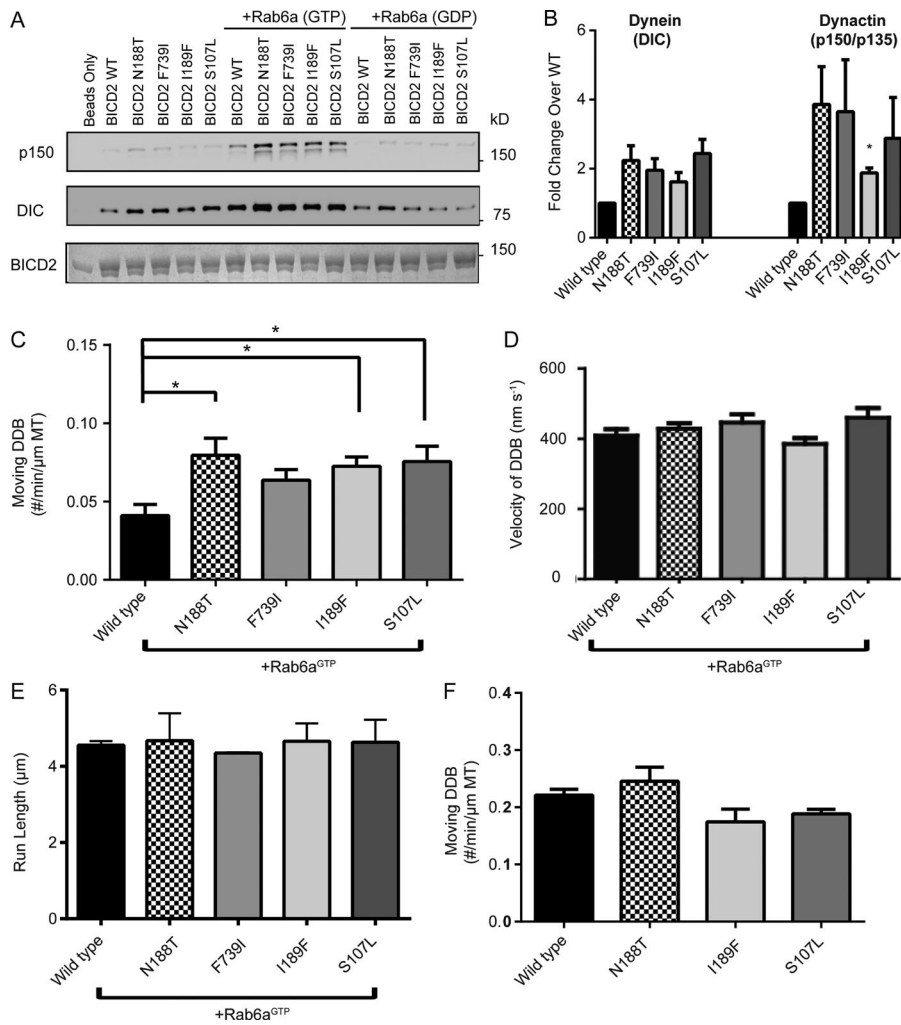 A
+Rab6a (GTP)
+Rab6a (GDP)
Beads Only
BICD2 WT
BICD2 N188T
BICD2 F739I
BICD2 I189F
BICD2 S107L
BICD2 WT
BICD2 N188T
BICD2 F739I
BICD2 I189F
BICD2 S107L
BICD2 WT
BICD2 N188T
BICD2 F739I
BICD2 I189F
BICD2 S107L
kD
p150
150
DIC
75
BICD2
150
B
Dynein
(DIC)
Dynactin
(p150/p135)
Fold Change Over WT
6
4
2
0
*
Wild type
N188T
F739I
I189F
S107L
Wild type
N188T
F739I
I189F
S107L
C
Moving DDB
(#/min/µm MT)
0.15
0.10
0.05
0.00
*
*
*
Wild type
N188T
F739I
I189F
S107L
+Rab6aGTP
D
Velocity of DDB (nm s-1)
600
400
200
0
Wild type
N188T
F739I
I189F
S107L
+Rab6aGTP
E
Run Length (µm)
6
4
2
0
Wild type
N188T
F739I
I189F
S107L
+Rab6aGTP
F
Moving DDB
(#/min/µm MT)
0.4
0.3
0.2
0.1
0.0
Wild type
N188T
I189F
S107L